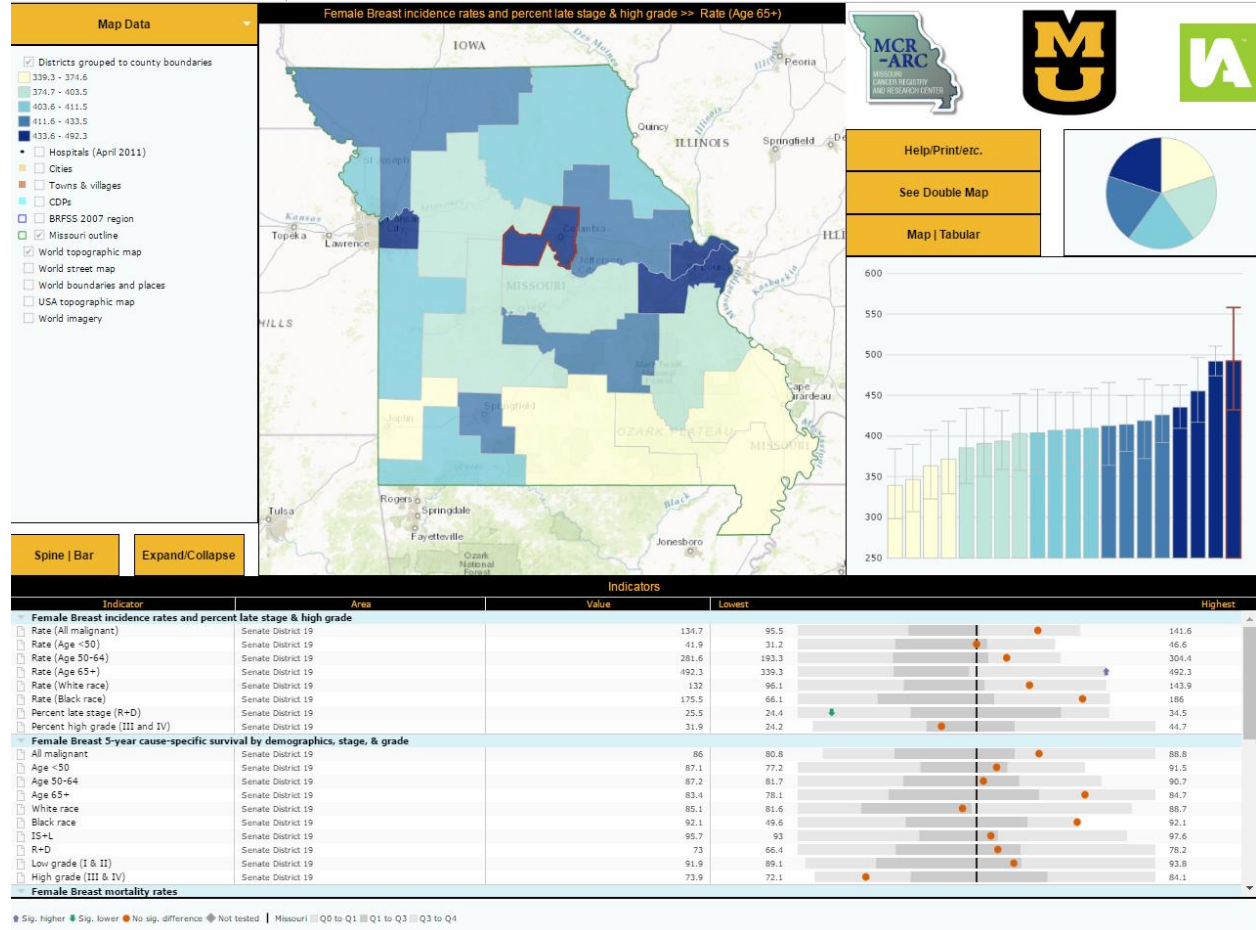 Map Data
Female Breast incidence rates and percent late stage & high grade >> Rate (Age 65+)
Districts grouped to county boundaries
339.3 - 374.6
374.7 - 403.5
403.6 - 411.5
411.6 - 433.5
433.6 - 492.3
Hospitals (April 2011)
Cities
Towns & villages
CDPs
BRFSS 2007 region
Missouri outline
World topographic map
World street map
World boundaries and places
USA topographic map
World imagery
IOWA
Des Moines
Peoria
Illinois
Quincy
ILLINOIS
Springfield
St Joseph
Kansas
Topeka
Lawrence
Columbia
Jefferson
MISSOURI
Kaskaskia
Mississippi
HILLS
Springfield
Joplin
OZARK PLATEAU
Cape
Girardeau
MISSOURI
Rogers
Springdale
Fayetteville
Tulsa
Black
Jonesboro
Ozark
National
Forest
MCR
-ARC
MISSOURI
CANCER REGISTRY
AND RESEARCH CENTER
MU
IA
Help/Print/etc.
See Double Map
Map | Tabular
600
550
500
450
400
350
300
250
Spine | Bar
Expand/Collapse
Indicators
Indicator Area Value Lowest Highest
Female Breast incidence rates and percent late stage & high grade
Rate (All malignant) Senate District 19 134.7 95.5 141.6
Rate (Age <50) Senate District 19 41.9 31.2 46.6
Rate (Age 50-64) Senate District 19 281.6 193.3 304.4
Rate (Age 65+) Senate District 19 492.3 339.3 492.3
Rate (White race) Senate District 19 132 96.1 143.9
Rate (Black race) Senate District 19 175.5 66.1 186
Percent late stage (R+D) Senate District 19 25.5 24.4 34.5
Percent high grade (III and IV) Senate District 19 31.9 24.2 44.7
Female Breast 5-year cause-specific survival by demographics, stage, & grade
All malignant Senate District 19 86 80.8 88.8
Age <50 Senate District 19 87.1 77.2 91.5
Age 50-64 Senate District 19 87.2 81.7 90.7
Age 65+ Senate District 19 83.4 78.1 84.7
White race Senate District 19 85.1 81.6 88.7
Black race Senate District 19 92.1 49.6 92.1
IS+L Senate District 19 95.7 93 97.6
R+D Senate District 19 73 66.4 78.2
Low grade (I & II) Senate District 19 91.9 89.1 93.8
High grade (III & IV) Senate District 19 73.9 72.1 84.1
Female Breast mortality rates
Sig. higher Sig. lower No sig. difference Not tested Missouri Q0 to Q1 Q1 to Q3 Q3 to Q4